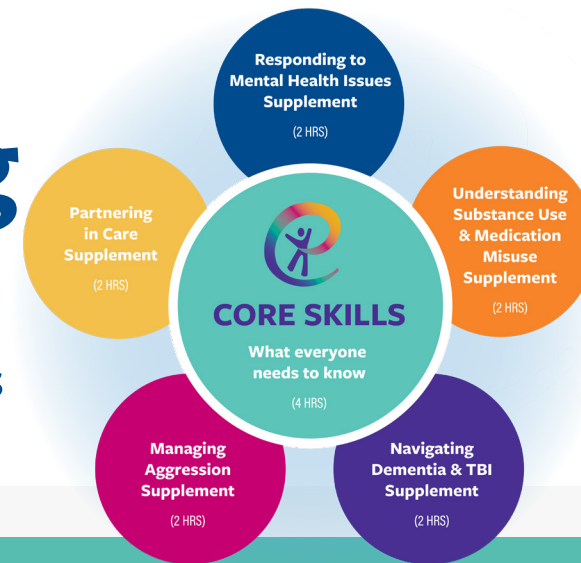 Responding to
Mental Health Issues
Supplement
(2 HRS)
Partnering
in Care
Supplement
(2 HRS)
Understanding
Substance Use
& Medication
Misuse
Supplement
(2 HRS)
CORE SKILLS
What everyone
needs to know
(4 HRS)
Managing
Aggression
Supplement
(2 HRS)
Navigating
Dementia & TBI
Supplement
(2 HRS)